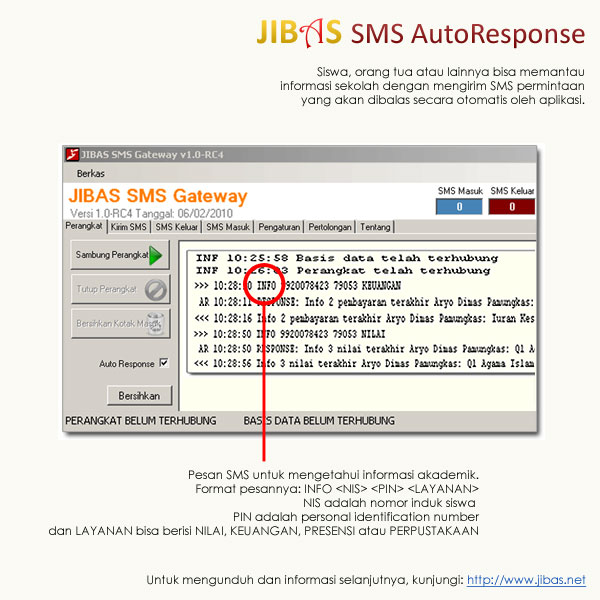 JIBAS SMS AutoResponse
Siswa, orang tua atau lainnya bisa memantau
informasi sekolah dengan mengirim SMS permintaan
yang akan dibalas secara otomatis oleh aplikasi.
JIBAS SMS Gateway v1.0-RC4
Berkas
JIBAS SMS Gateway
Versi 1.0-RC4 Tanggal: 06/02/2010
SMS Masuk SMS Keluar
0 0
Perangkat Kirim SMS SMS Keluar SMS Masuk Pengaturan Pertolongan Tentang
Sambung Perangkat
Tutup Perangkat
Bersihkan Kotak Masuk
Auto Response
Bersihkan
INF 10:25:58 Basis data telah terhubung
INF 10:26:03 Perangkat telah terhubung
>>> 10:28:10 INFO 9920078423 79053 KEUANGAN
AR 10:28:11 RESPONSE: Info 2 pembayaran terakhir Aryo Dimas Pamungkas:
<<< 10:28:16 Info 2 pembayaran terakhir Aryo Dimas Pamungkas: Iuran Kes
>>> 10:28:50 INFO 9920078423 79053 NILAI
AR 10:28:50 RESPONSE: Info 3 nilai terakhir Aryo Dimas Pamungkas: Q1 A
<<< 10:28:56 Info 3 nilai terakhir Aryo Dimas Pamungkas: Q1 Agama Islam
PERANGKAT BELUM TERHUBUNG BASIS DATA BELUM TERHUBUNG
Pesan SMS untuk mengetahui informasi akademik.
Format pesannya: INFO <NIS> <PIN> <LAYANAN>
NIS adalah nomor induk siswa
PIN adalah personal identification number
dan LAYANAN bisa berisi NILAI, KEUANGAN, PRESENSI atau PERPUSTAKAAN
Untuk mengunduh dan informasi selanjutnya, kunjungi: http://www.jibas.net